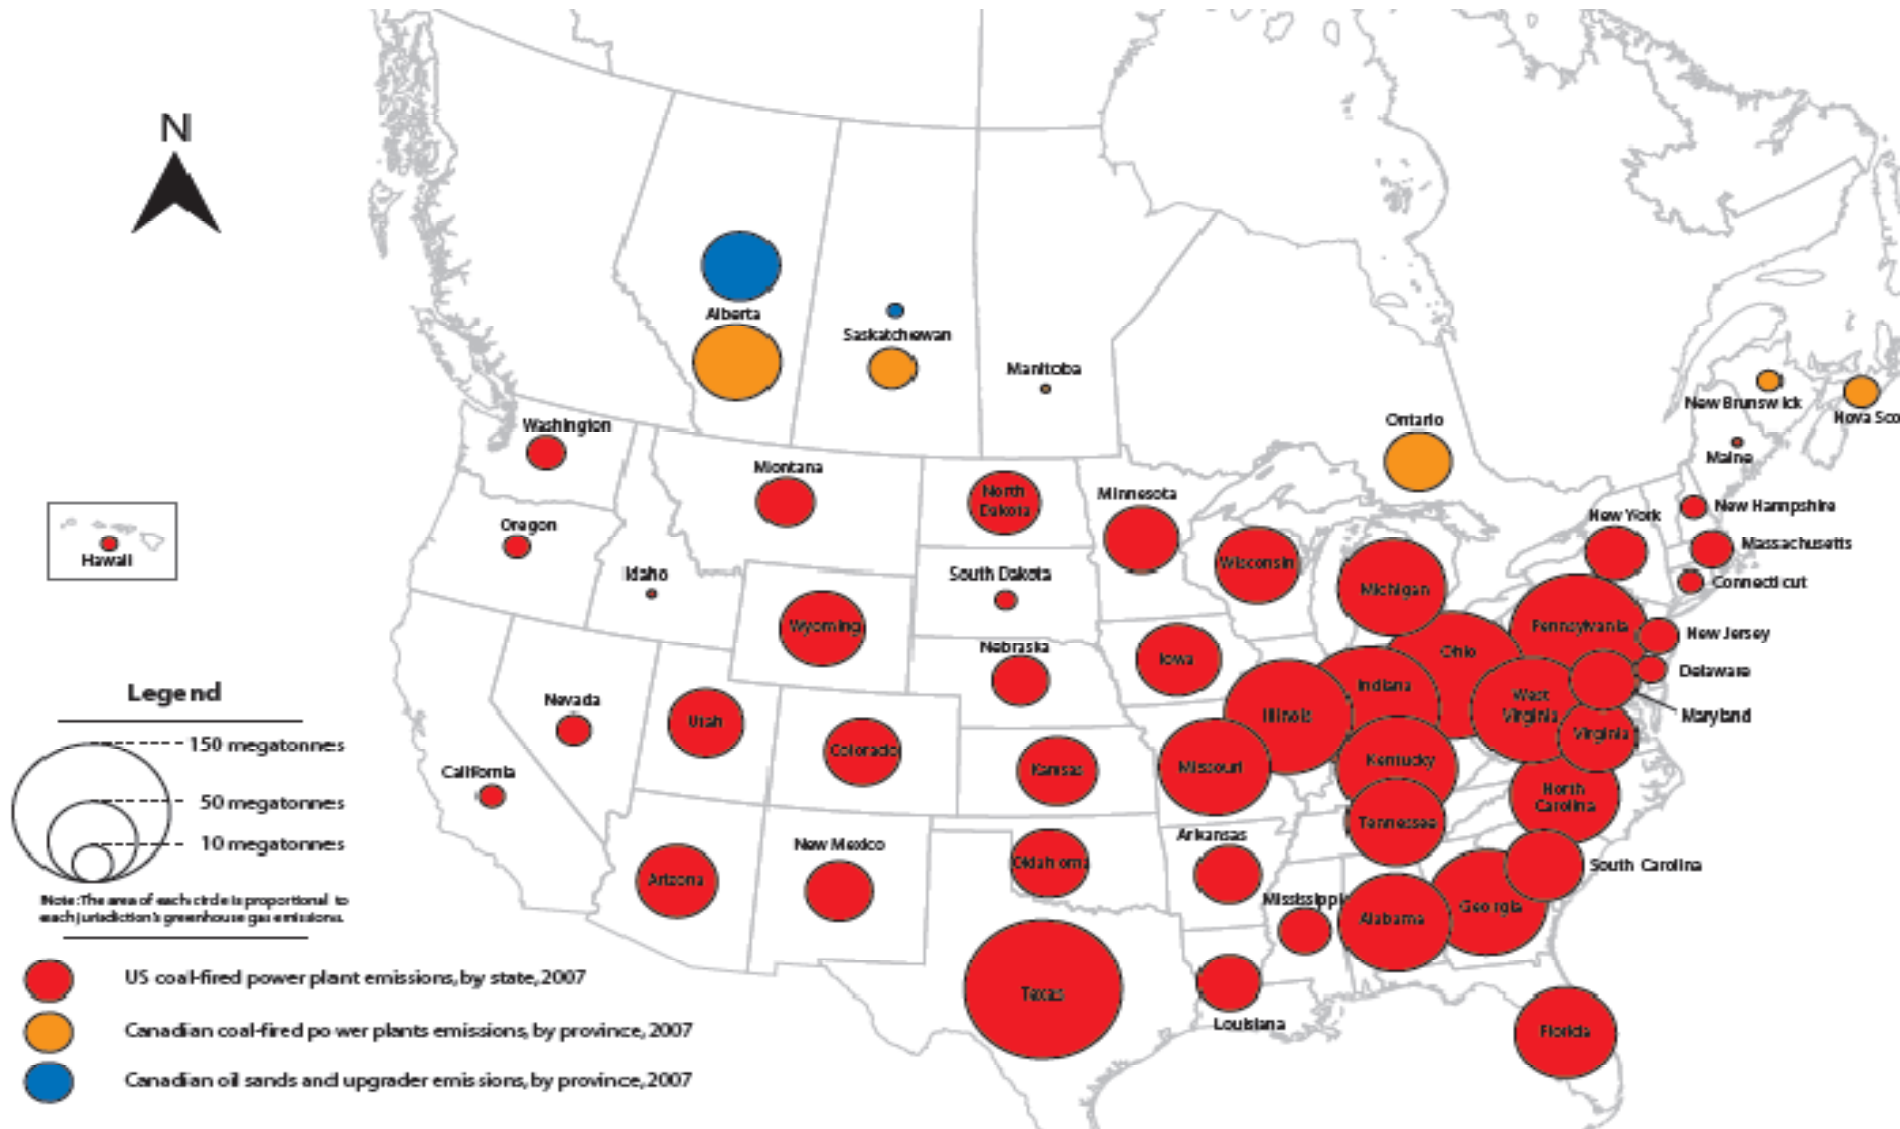 N
Alberta
Saskatchewan
Manitoba
Ontario
New Brunswick
Nova Sco
Maine
Washington
Montana
North
Dakota
Minnesota
New York
New Hampshire
Oregon
Hawaii
Idaho
South Dakota
Wisconsin
Michigan
Massachusetts
Connecticut
Wyoming
Nebraska
Iowa
Ohio
Pennsylvania
New Jersey
Delaware
Indiana
Illinois
West
Virginia
Maryland
Virginia
Nevada
Utah
Colorado
Kansas
Missouri
Kentucky
California
North
Carolina
Tennessee
Arkansas
New Mexico
Oklahoma
Arizona
South Carolina
Mississippi
Alabama
Georgia
Texas
Louisiana
Florida
Legend
150 megatonnes
50 megatonnes
10 megatonnes
Note: The area of each circle is proportional to
each jurisdiction's greenhouse gas emissions.
US coal-fired power plant emissions, by state, 2007
Canadian coal-fired power plants emissions, by province, 2007
Canadian oil sands and upgrader emissions, by province, 2007